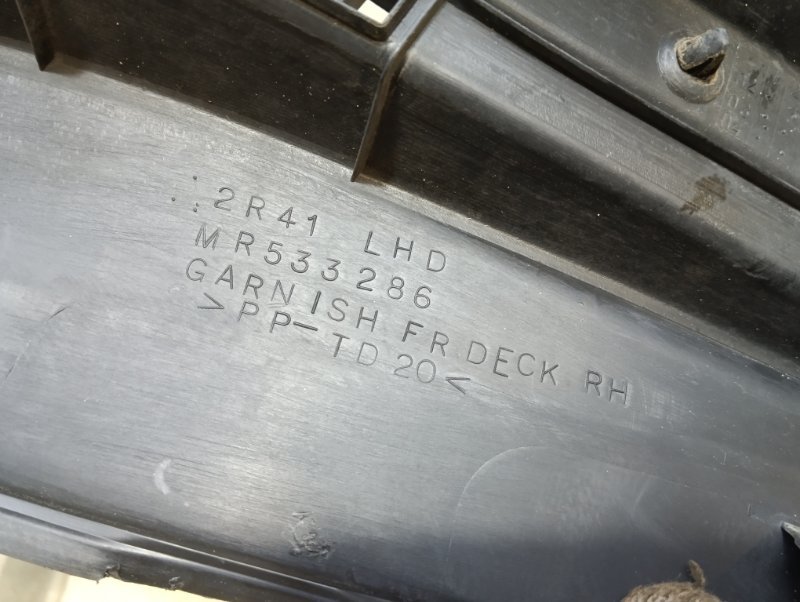 2R41 LHD
MR533286
GARNISH FR DECK RH
>PP-TD20<